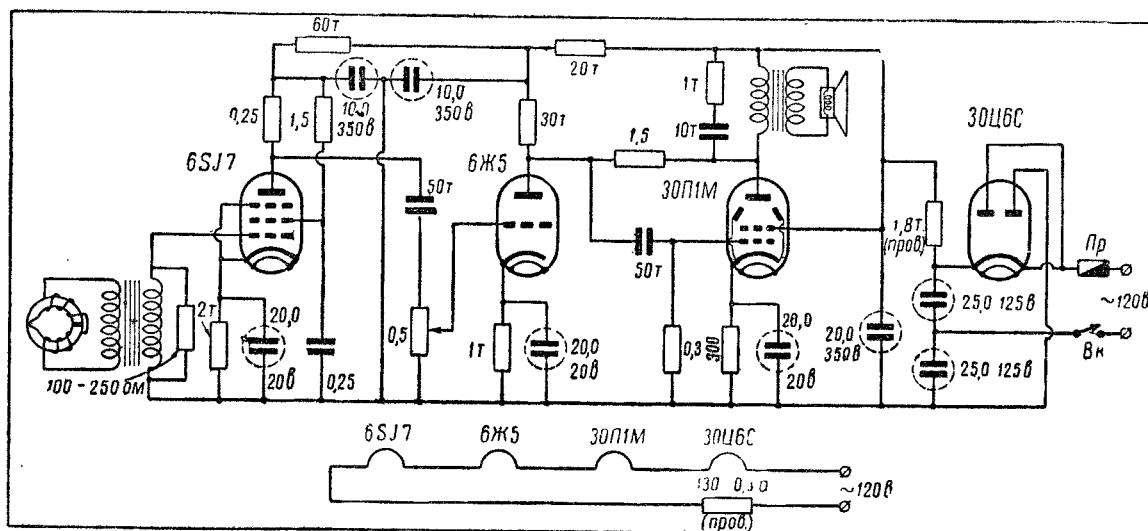 60т
20т
0,25
1,5
10,0
350в
10,0
350в
30т
1т
10т
1,5
30Ц6С
6SJ7
6Ж5
30П1М
50т
50т
1,8т.
(пров)
Пр
~120в
Вк
2т
20,0
20в
0,25
0,5
1т
20,0
20в
0,3
300
20,0
20в
20,0
350в
25,0 125в
25,0 125в
100-250 ом
6SJ7
6Ж5
30П1М
30Ц6С
~120в
130
(пров.)